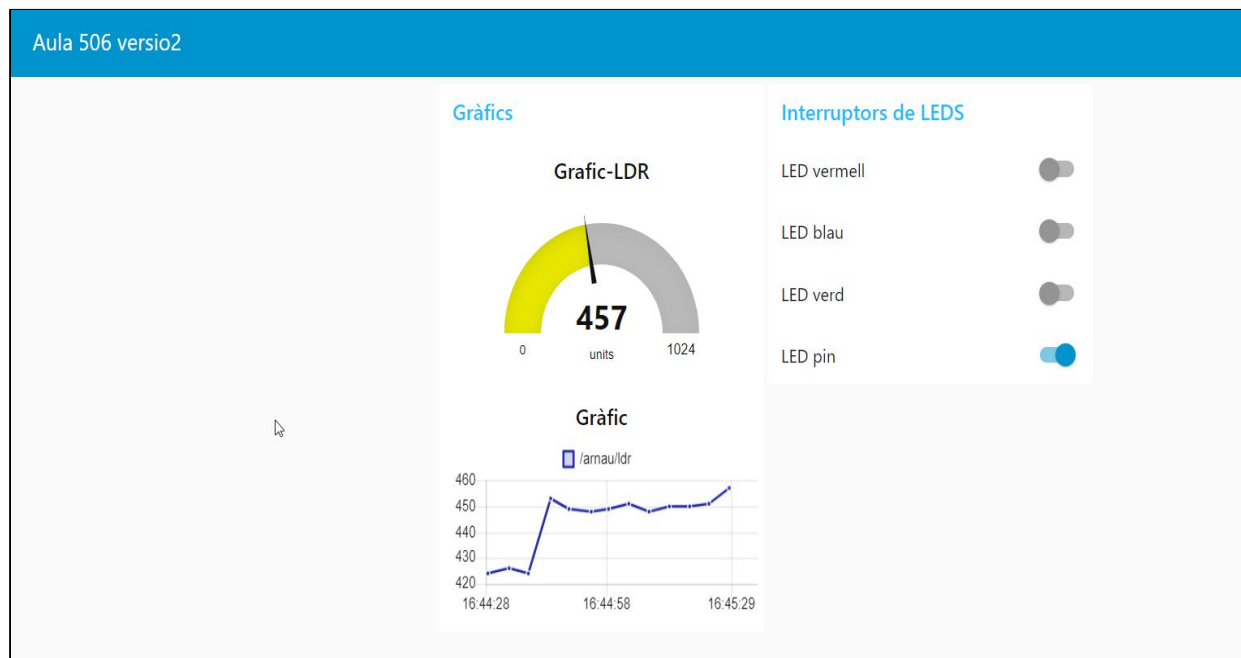 Aula 506 versio2
Gràfics
Grafic-LDR
457
0
units
1024
Gràfic
/arnau/ldr
460
450
440
430
420
16:44:28
16:44:58
16:45:29
Interruptors de LEDS
LED vermell
LED blau
LED verd
LED pin